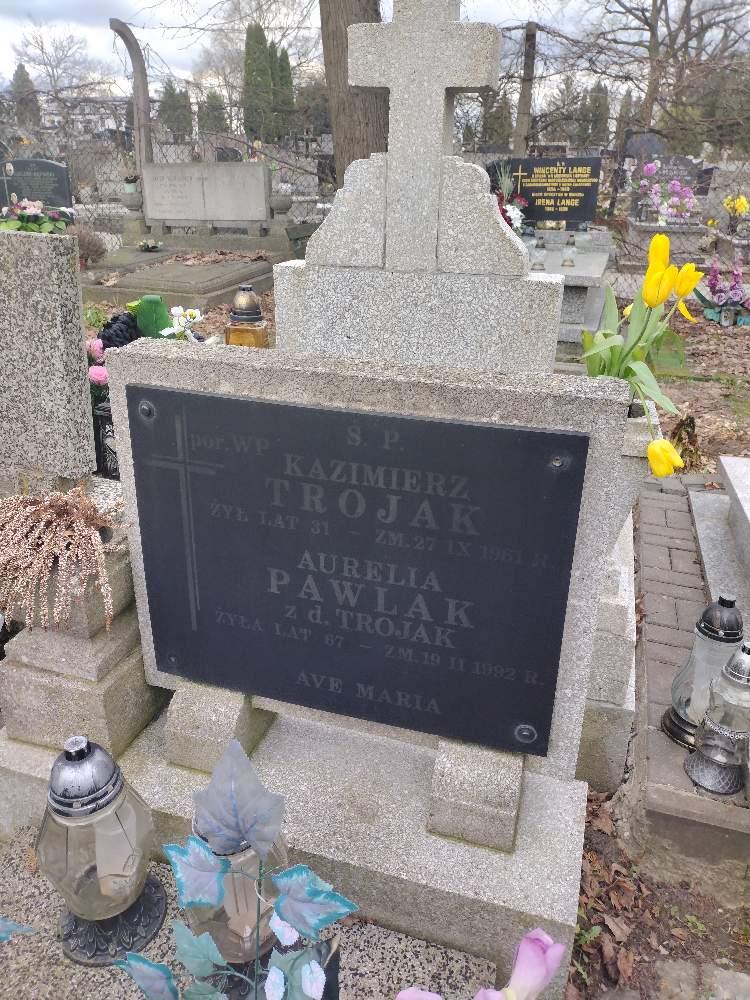 Ś. P.
por. WP
KAZIMIERZ
TROJAK
ŻYŁ LAT 31 – ZM. 27 IX 1961 R.
AURELIA
PAWLAK
z d. TROJAK
ŻYŁA LAT 67 – ZM. 19 II 1992 R.
AVE MARIA
WINCENTY LANGE
IRENA LANGE